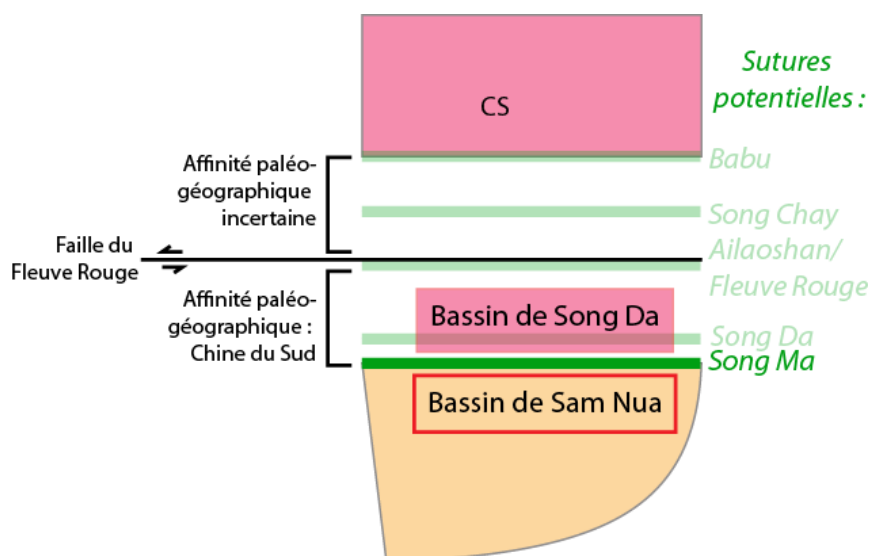 Sutures
potentielles :
CS
Babu
Affinité paléo-
géographique
incertaine
Song Chay
Faille du
Fleuve Rouge
Ailaoshan/
Fleuve Rouge
Affinité paléo-
géographique :
Chine du Sud
Bassin de Song Da
Song Da
Song Ma
Bassin de Sam Nua